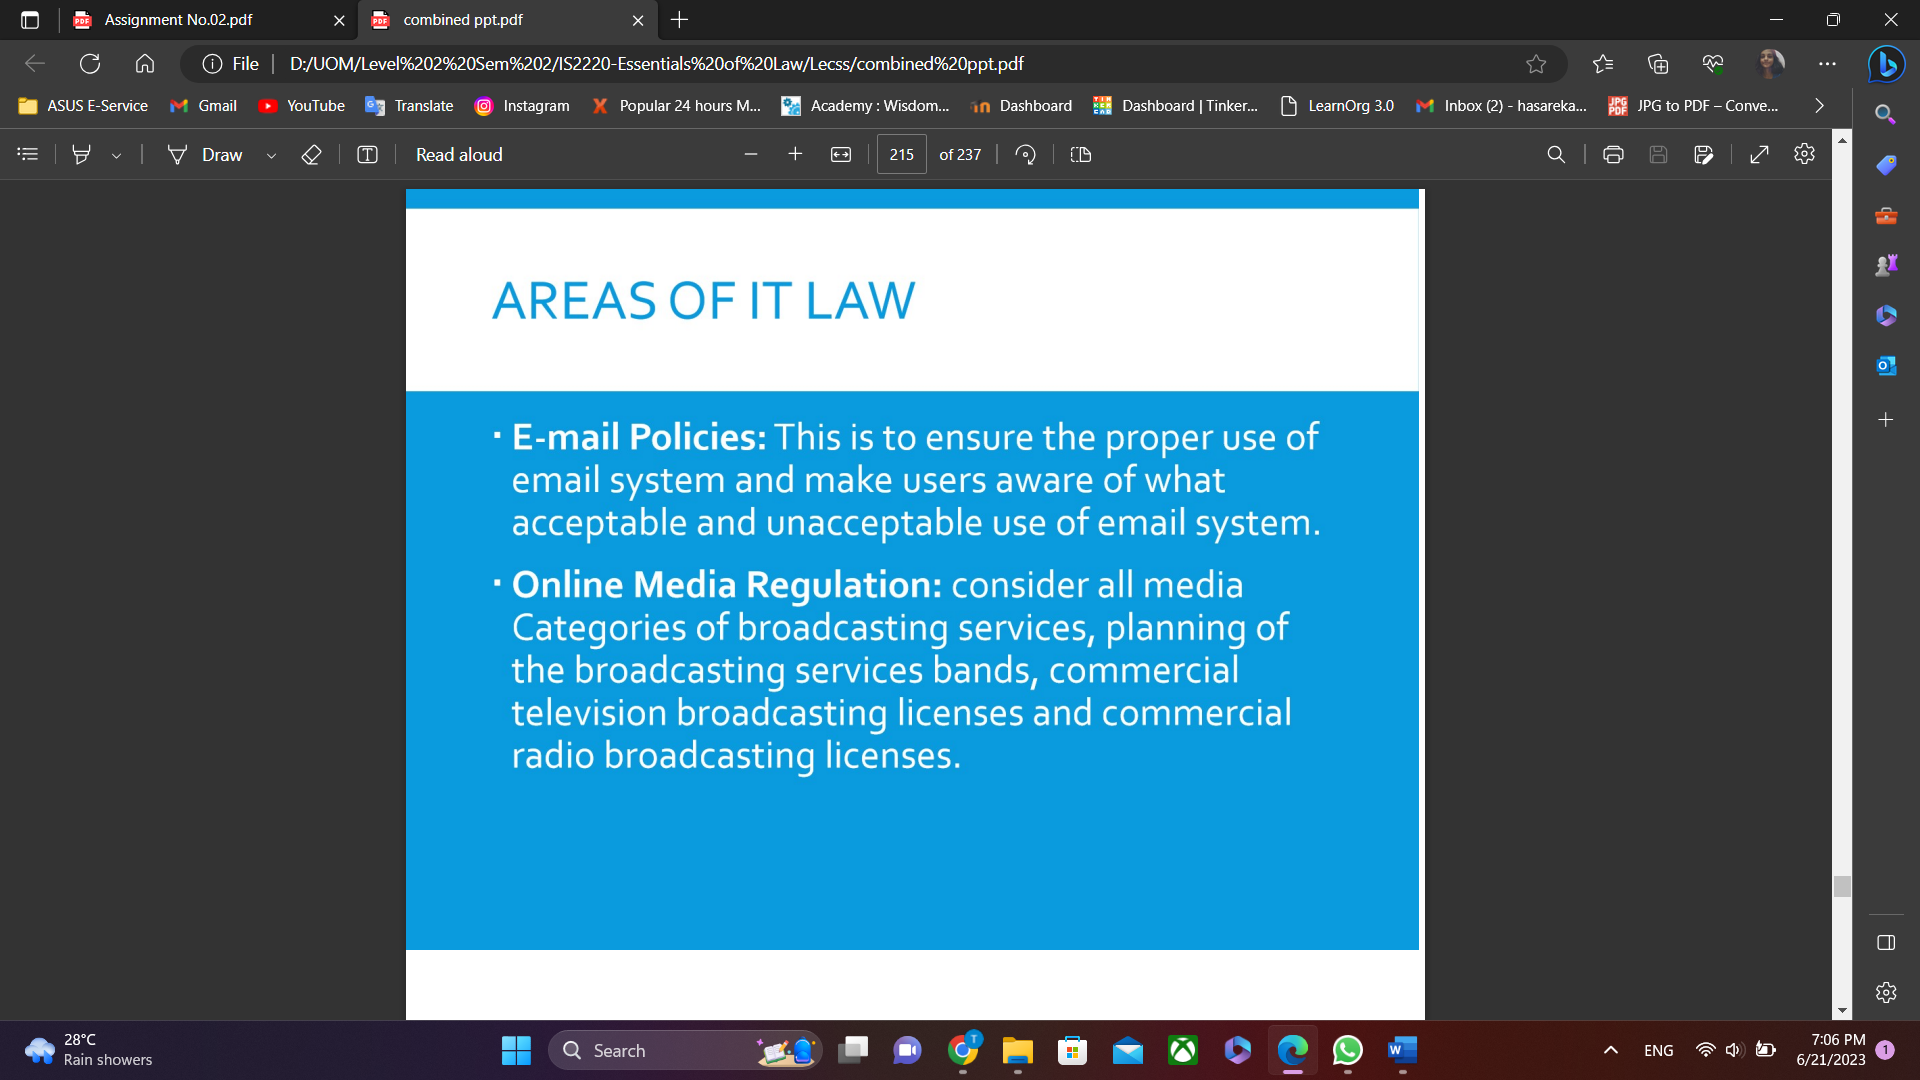 Assignment No.02.pdf
combined ppt.pdf
File
D:/UOM/Level%202%20Sem%202/IS2220-Essentials%20of%20Law/Lecss/combined%20ppt.pdf
ASUS E-Service
Gmail
YouTube
Translate
Instagram
Popular 24 hours M...
Academy : Wisdom...
Dashboard
Dashboard | Tinker...
LearnOrg 3.0
Inbox (2) - hasareka...
JPG to PDF – Conve...
Draw
Read aloud
215
of 237
AREAS OF IT LAW
▪ E-mail Policies: This is to ensure the proper use of
email system and make users aware of what
acceptable and unacceptable use of email system.
▪ Online Media Regulation: consider all media
Categories of broadcasting services, planning of
the broadcasting services bands, commercial
television broadcasting licenses and commercial
radio broadcasting licenses.
28°C
Rain showers
Search
ENG
7:06 PM
6/21/2023
1